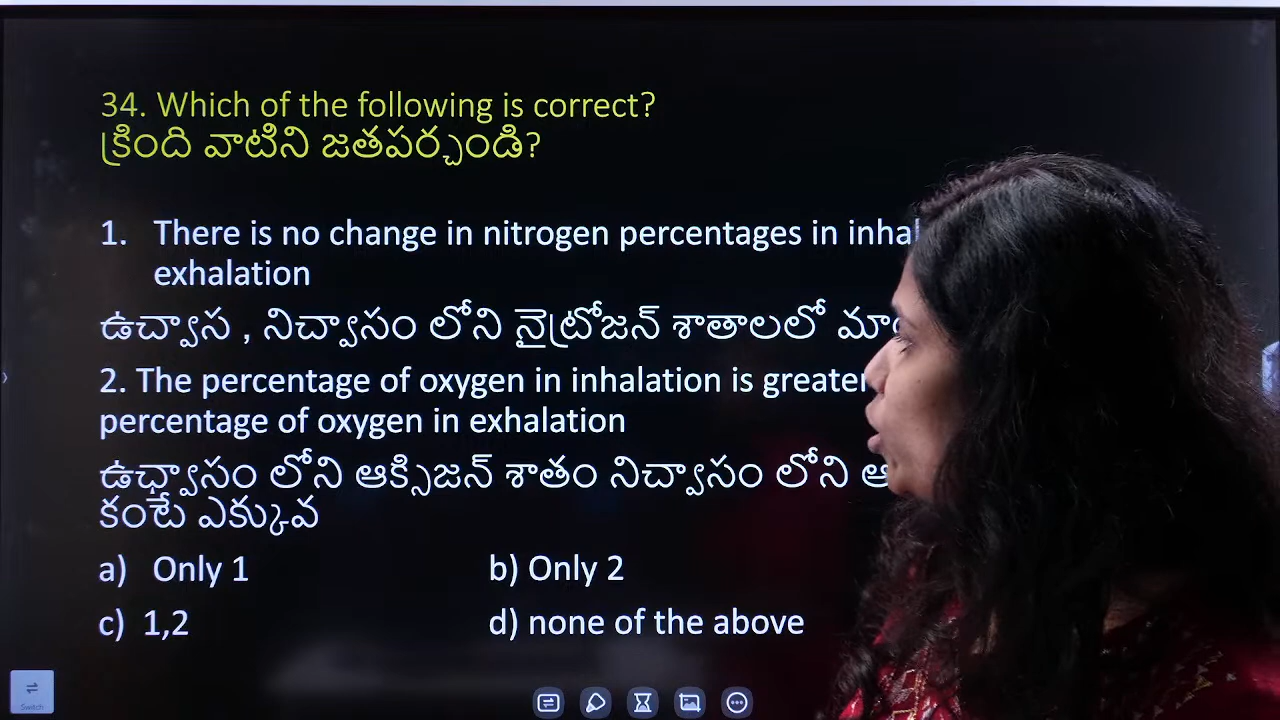 34. Which of the following is correct?
క్రింది వాటిని జతపర్చండి?
1. There is no change in nitrogen percentages in
exhalation
ఉచ్వాస , నిచ్వాసం లోని నైట్రోజన్ శాతాలలో
2. The percentage of oxygen in inhalation is greater
percentage of oxygen in exhalation
ఉఛ్వాసం లోని ఆక్సిజన్ శాతం నిచ్వాసం లోని
కంటే ఎక్కువ
a) Only 1 b) Only 2
c) 1,2 d) none of the above
Switch